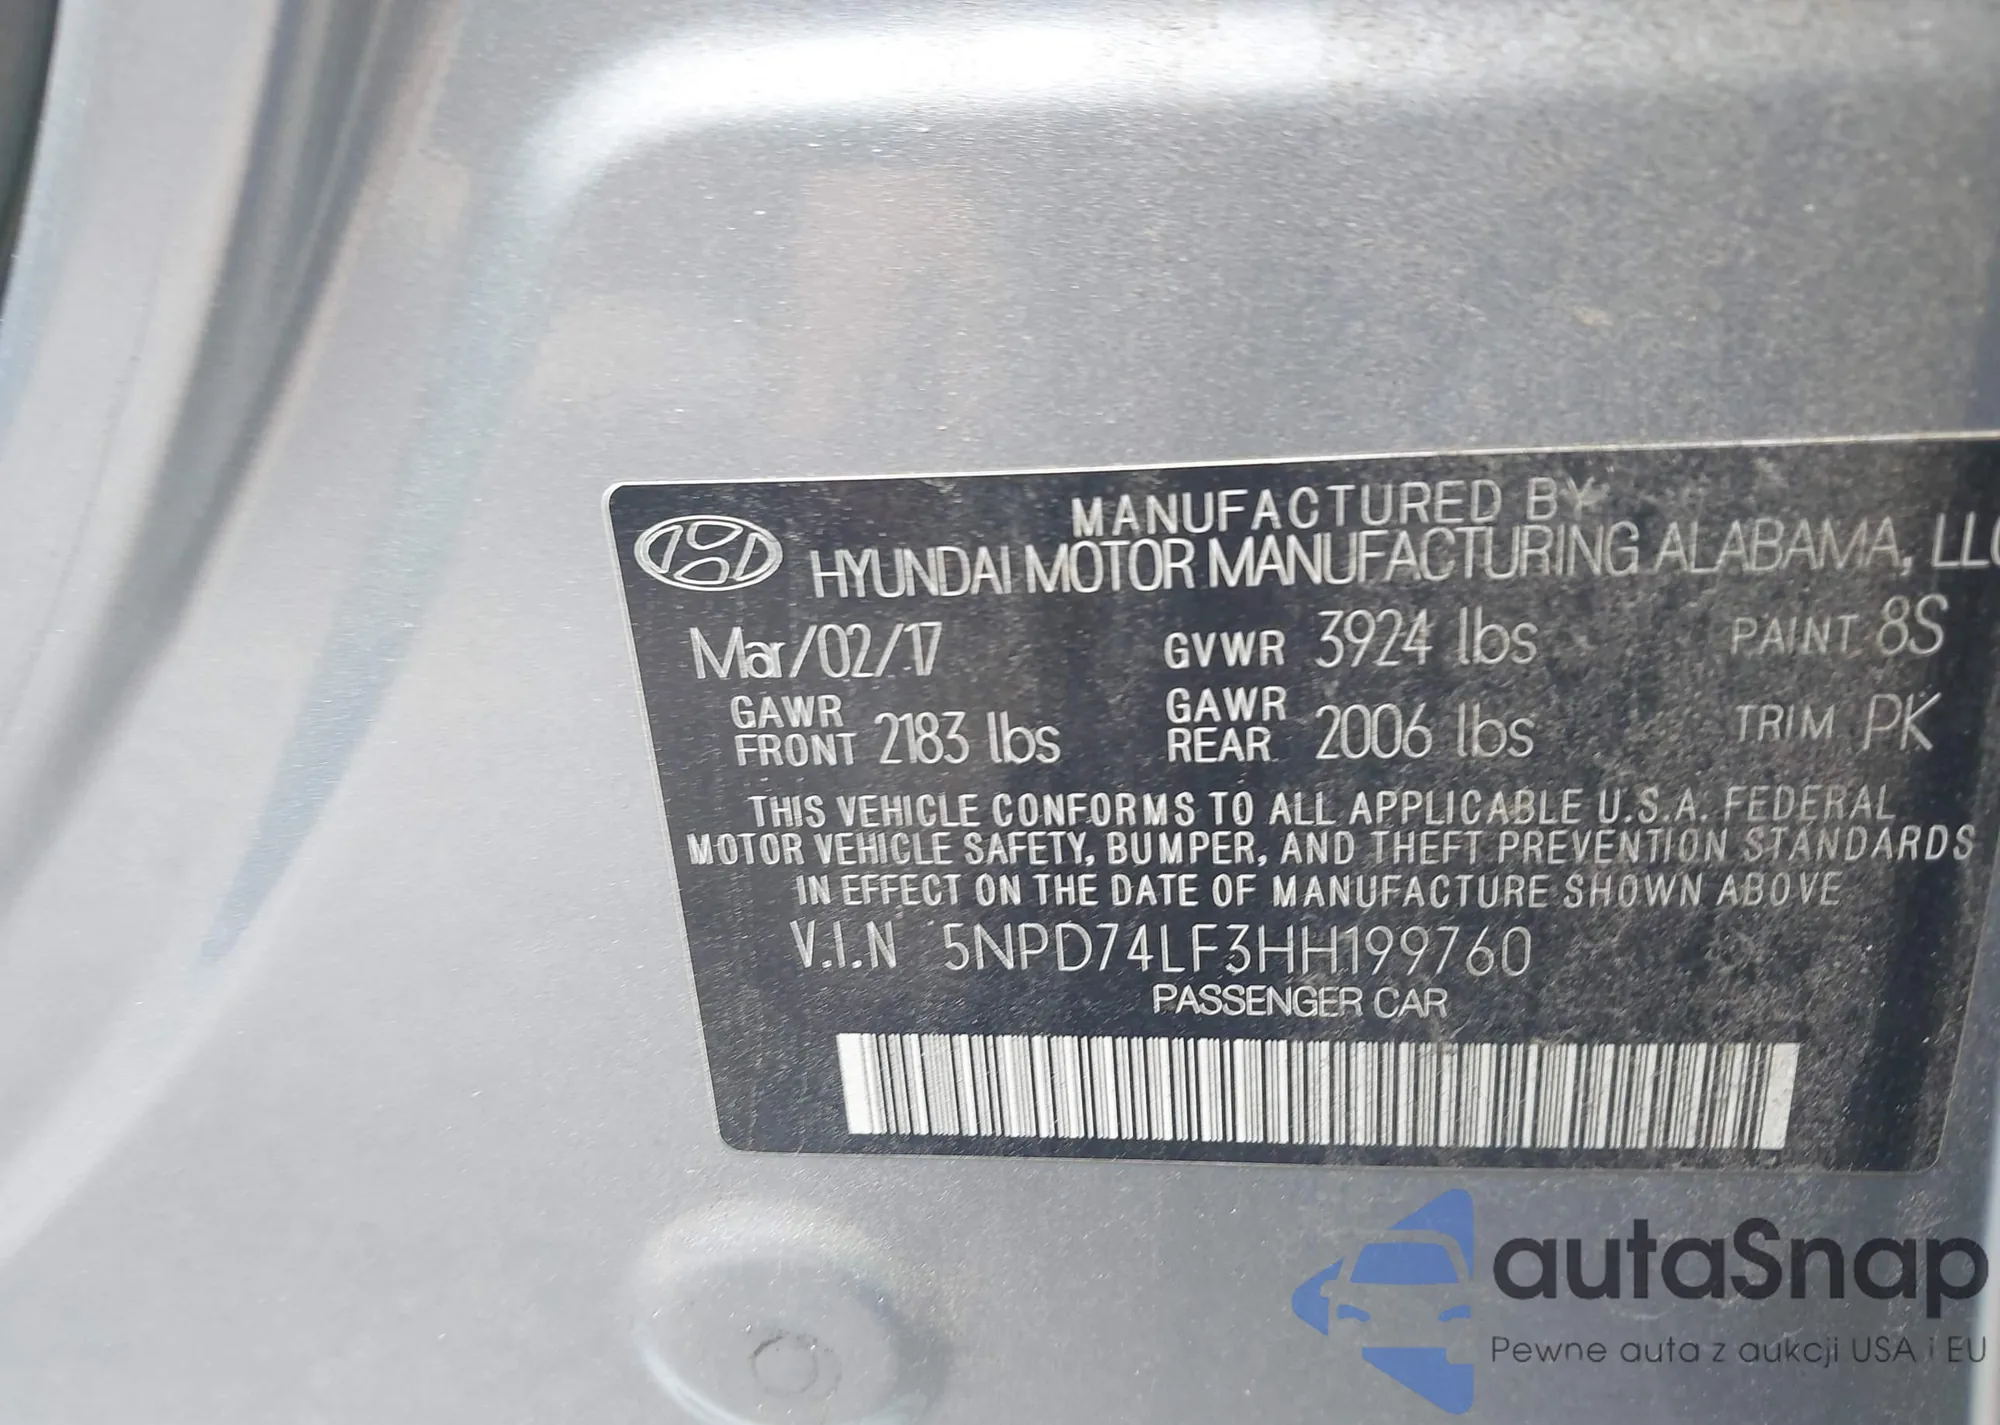 MANUFACTURED BY
HYUNDAI MOTOR MANUFACTURING ALABAMA, LLC
Mar/02/17 GVWR 3924 lbs PAINT 8S
GAWR FRONT 2183 lbs GAWR REAR 2006 lbs TRIM PK
THIS VEHICLE CONFORMS TO ALL APPLICABLE U.S.A. FEDERAL
MOTOR VEHICLE SAFETY, BUMPER, AND THEFT PREVENTION STANDARDS
IN EFFECT ON THE DATE OF MANUFACTURE SHOWN ABOVE
V.I.N 5NPD74LF3HH199760
PASSENGER CAR
autaSnap
Pewne auta z aukcji USA i EU